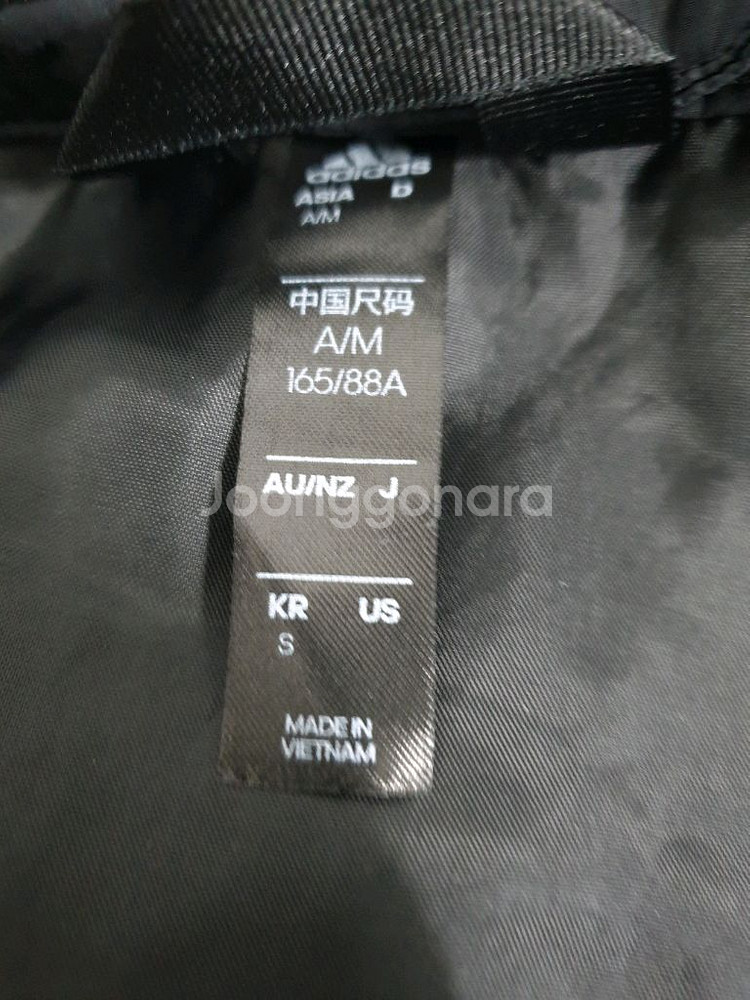 adidas
ASIA D
A/M
中国尺码
A/M
165/88A
AU/NZ J
Joonggonara
KR US
S
MADE IN
VIETNAM